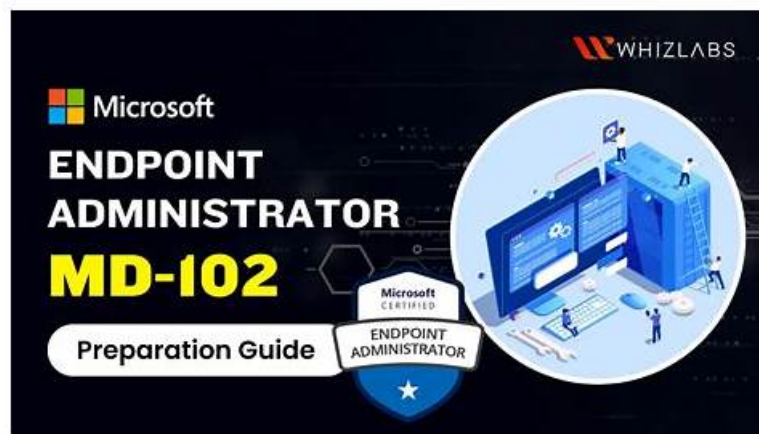 WHIZLABS
Microsoft
ENDPOINT
ADMINISTRATOR
MD-102
Preparation Guide
Microsoft
CERTIFIED
ENDPOINT
ADMINISTRATOR